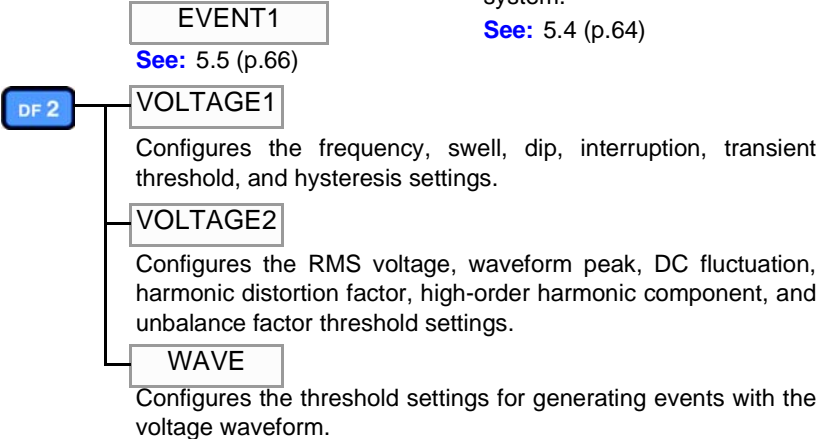 system.
EVENT1
See: 5.4 (p.64)
See: 5.5 (p.66)
DF 2
VOLTAGE1
Configures the frequency, swell, dip, interruption, transient
threshold, and hysteresis settings.
VOLTAGE2
Configures the RMS voltage, waveform peak, DC fluctuation,
harmonic distortion factor, high-order harmonic component, and
unbalance factor threshold settings.
WAVE
Configures the threshold settings for generating events with the
voltage waveform.